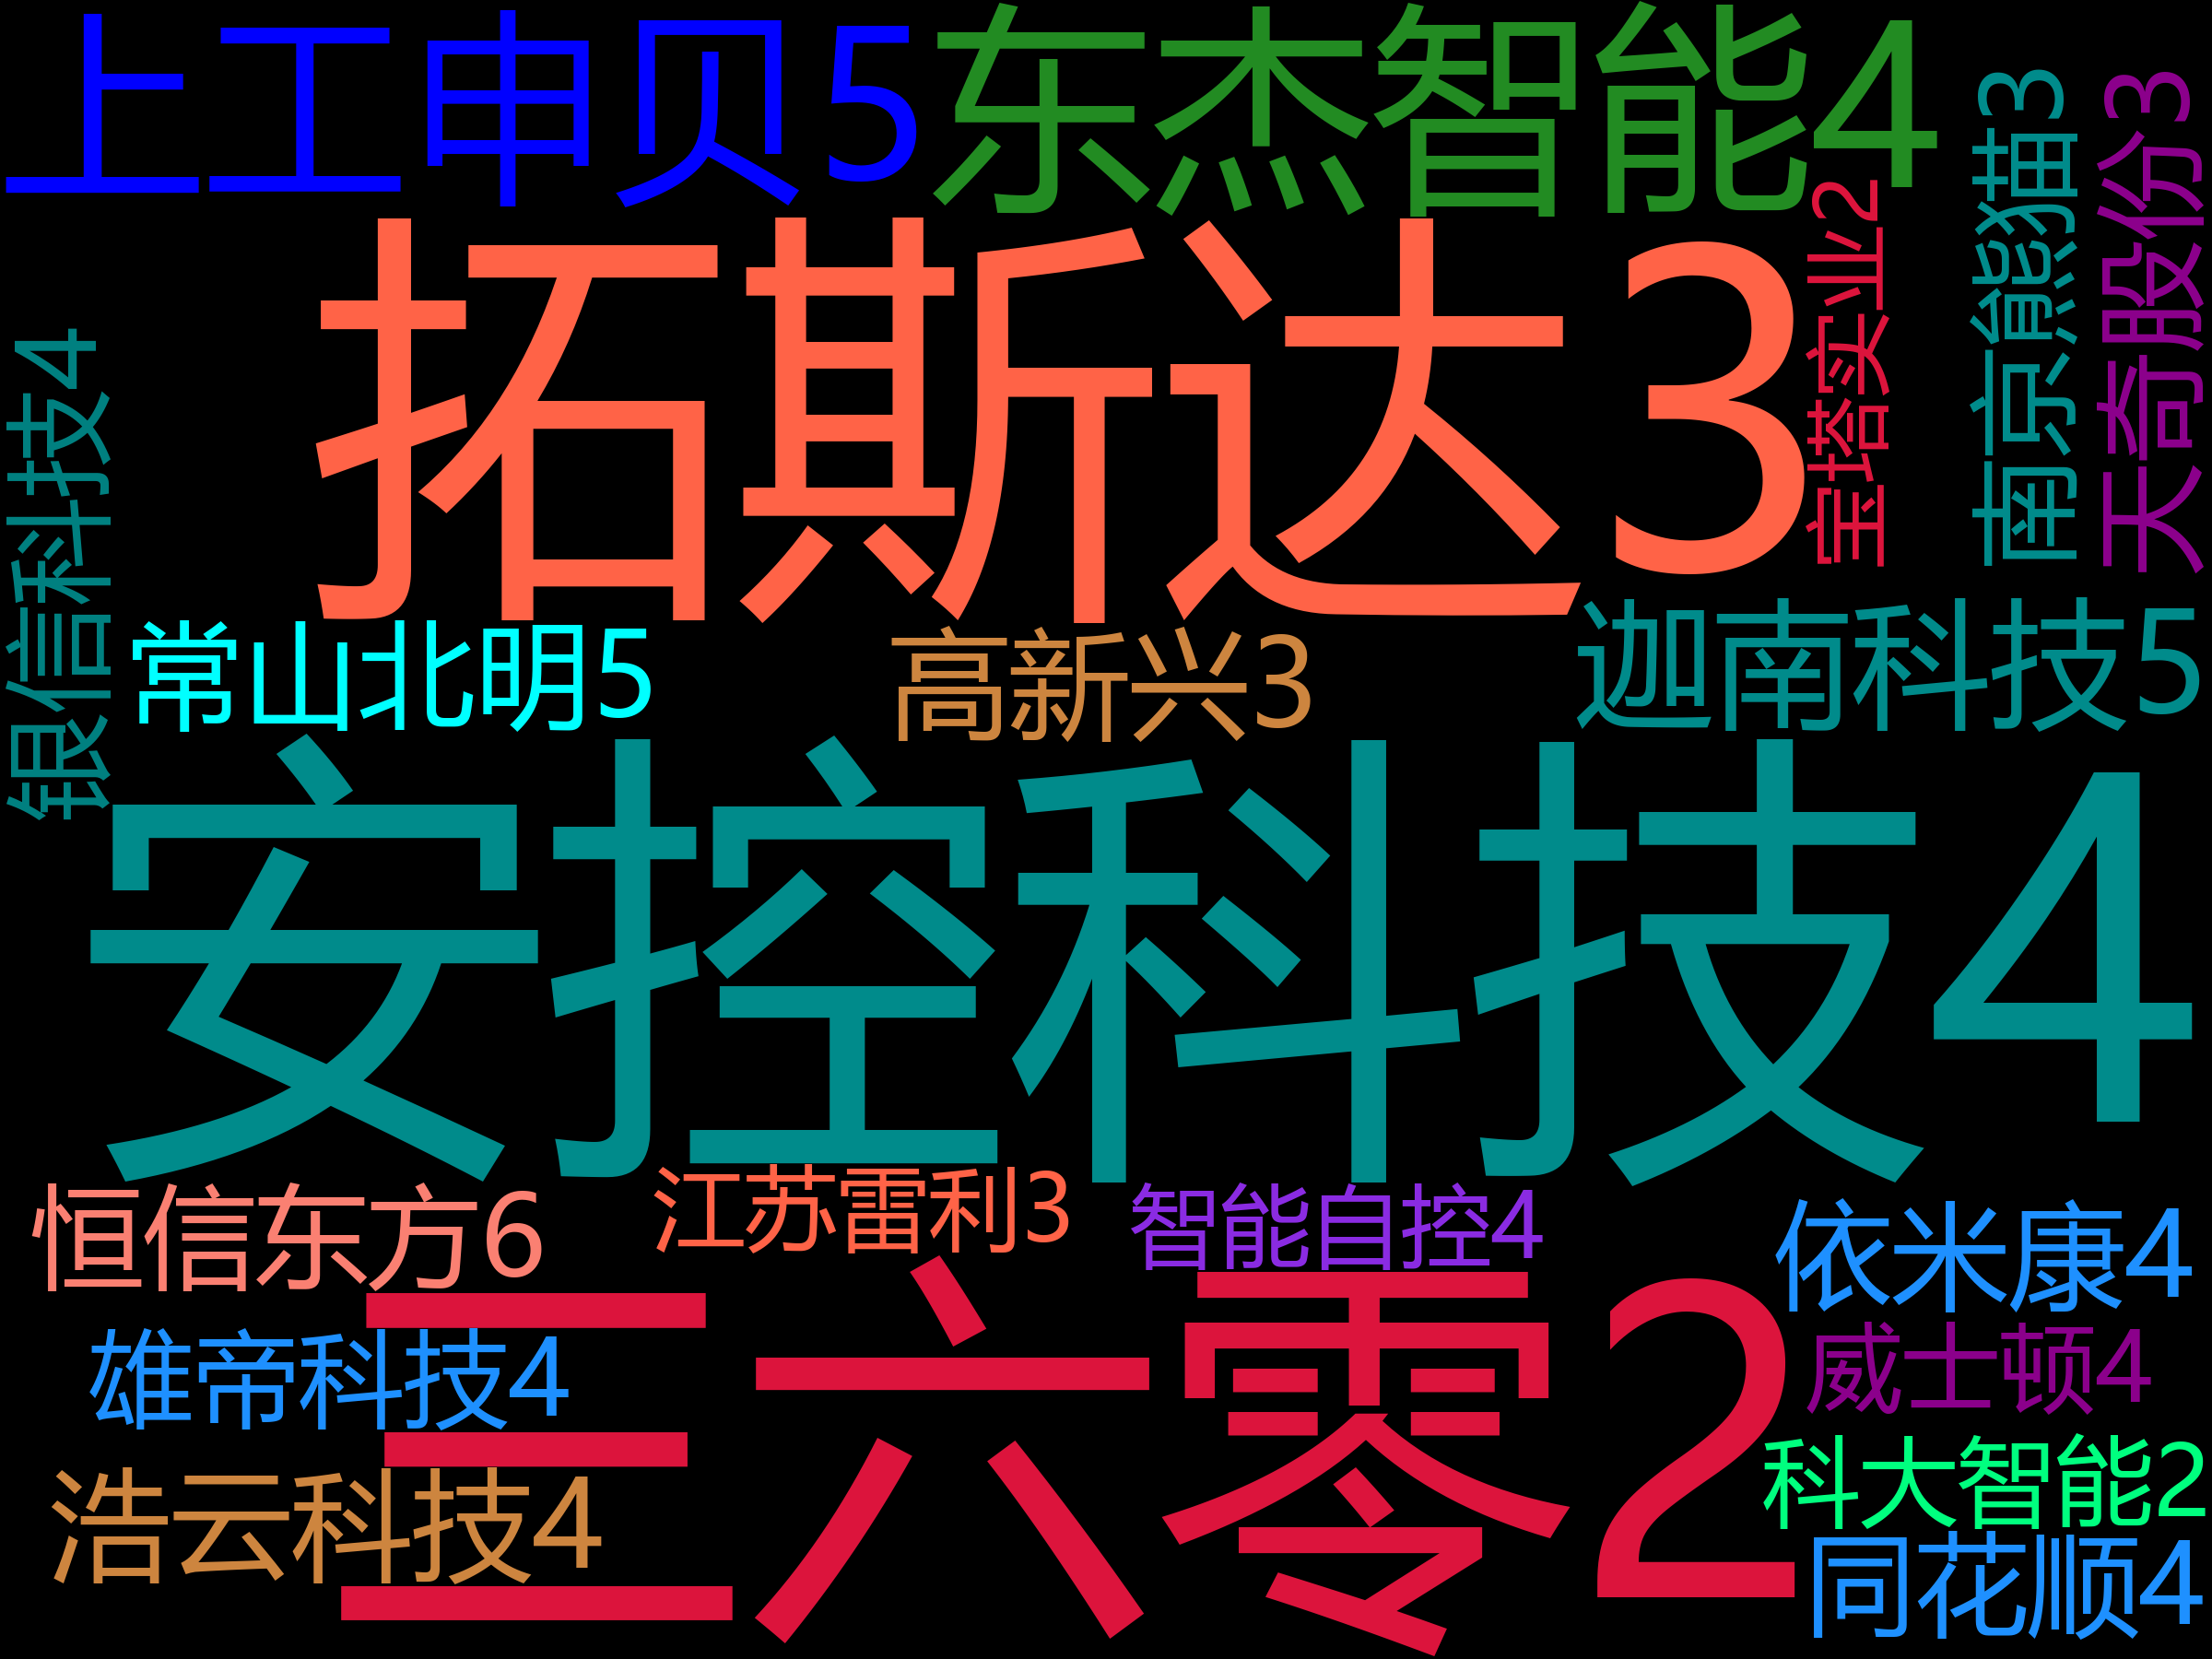 上工申贝5
东杰智能4
拓斯达3
宝塔实业2
南京熊猫3
天奇股份3
银信科技4
常山北明5
高新兴3
迦南科技5
安控科技4
恒信东方6
江苏雷利3
智能自控4
依米康4
三六零2
雄帝科技4
威士顿4
浩云科技4
科大智能2
同花顺4